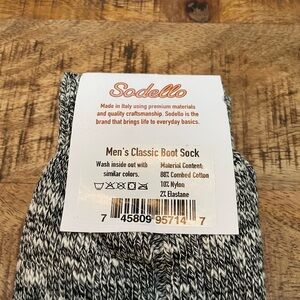 Sodello
Made in Italy using premium materials
and quality craftsmanship. Sodello is the
brand that brings life to everyday basics.
Men's Classic Boot Sock
Wash inside out with
similar colors.
Material Content:
88% Combed Cotton
10% Nylon
2% Elastane
7 45809 95714 7